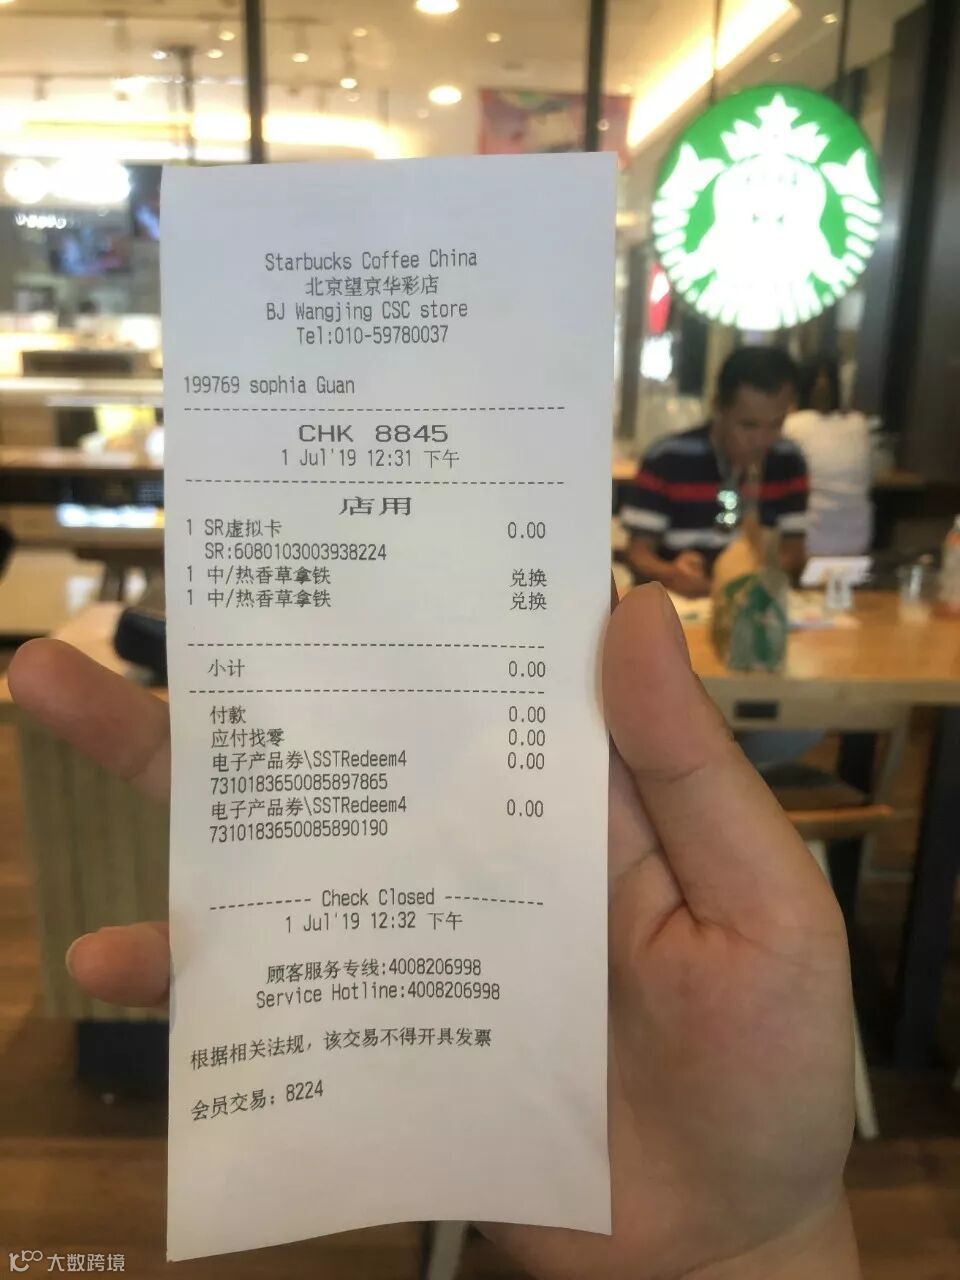 Starbucks Coffee China
北京望京华彩店
BJ Wangjing CSC store
Tel:010-59780037
199769 sophia Guan
CHK 8845
1 Jul'19 12:31 下午
店用
1 SR虚拟卡 0.00
SR:6080103003938224
1 中/热香草拿铁 兑换
1 中/热香草拿铁 兑换
小计 0.00
付款 0.00
应付找零 0.00
电子产品券\SSTRedeem4 0.00
7310183650085897865
电子产品券\SSTRedeem4 0.00
7310183650085890190
Check Closed
1 Jul'19 12:32 下午
顾客服务专线:4008206998
Service Hotline:4008206998
根据相关法规，该交易不得开具发票
会员交易：8224
大数跨境